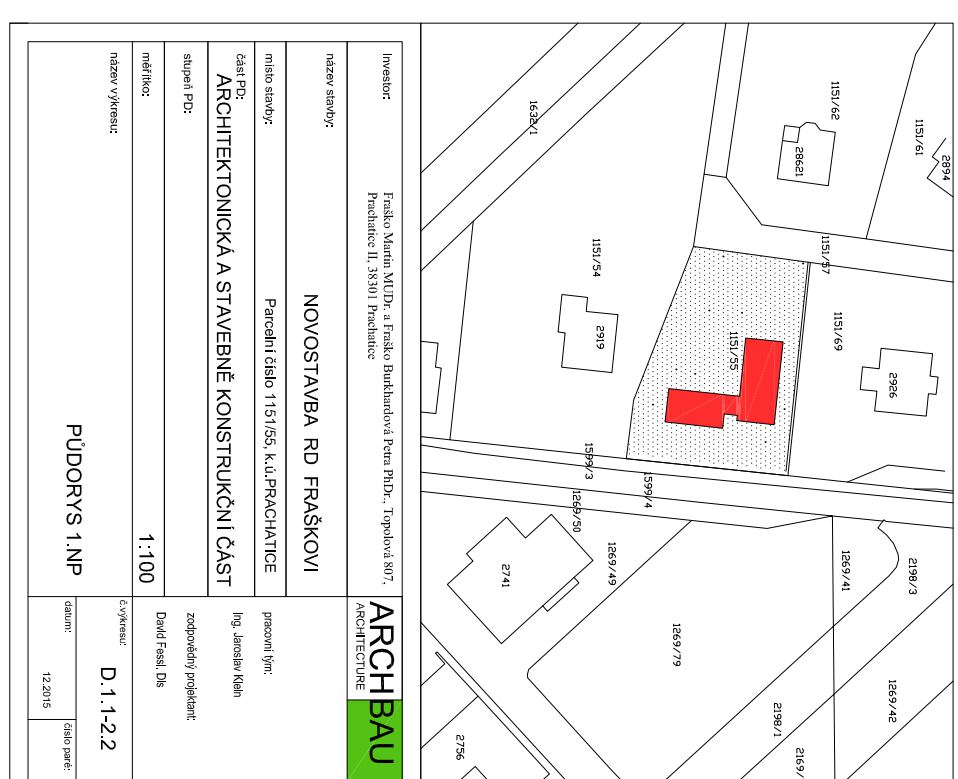 Investor:
Fraško Martin MUDr. a Fraško Burkhardová Petra PhDr., Topolová 807,
Prachatice II, 38301 Prachatice
název stavby:
NOVOSTAVBA RD FRAŠKOVI
místo stavby:
Parcelní číslo 1151/55, k.ú.PRACHATICE
část PD:
ARCHITEKTONICKÁ A STAVEBNĚ KONSTRUKČNÍ ČÁST
stupeň PD:
měřítko:
1:100
název výkresu:
PŮDORYS 1.NP
ARCHBAU
ARCHITECTURE
pracovní tým:
Ing. Jaroslav Klein
zodpovědný projektant:
David Fessl. Dis
č.výkresu:
D.1.1-2.2
datum:
12.2015
číslo paré:
2894
1151/61
1151/62
28621
1632/1
1151/57
1151/54
1151/69
2919
1151/55
2926
1599/3
1599/4
1269/50
1269/49
1269/41
2198/3
2741
1269/79
1269/42
2198/1
2169/
2756